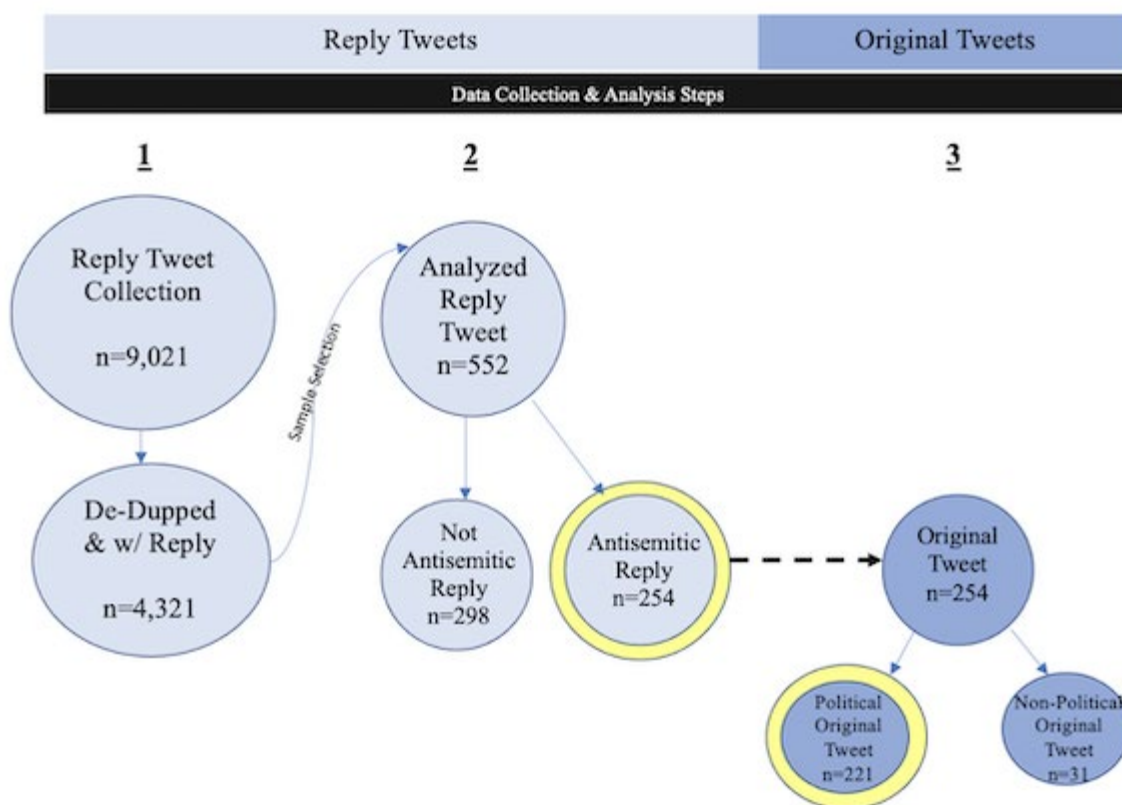 Reply Tweets
Original Tweets
Data Collection & Analysis Steps
1
2
3
Reply Tweet
Collection
n=9,021
De-Dupped
& w/ Reply
n=4,321
Sample Selection
Analyzed
Reply
Tweet
n=552
Not
Antisemitic
Reply
n=298
Antisemitic
Reply
n=254
Original
Tweet
n=254
Political
Original
Tweet
n=221
Non-Political
Original
Tweet
n=31